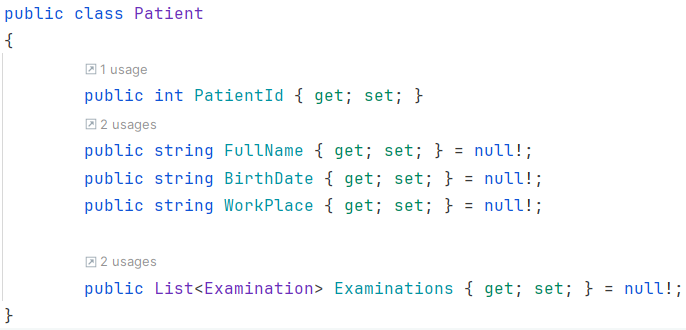 public class Patient
{
1 usage
public int PatientId { get; set; }
2 usages
public string FullName { get; set; } = null!;
public string BirthDate { get; set; } = null!;
public string WorkPlace { get; set; } = null!;
2 usages
public List<Examination> Examinations { get; set; } = null!;
}